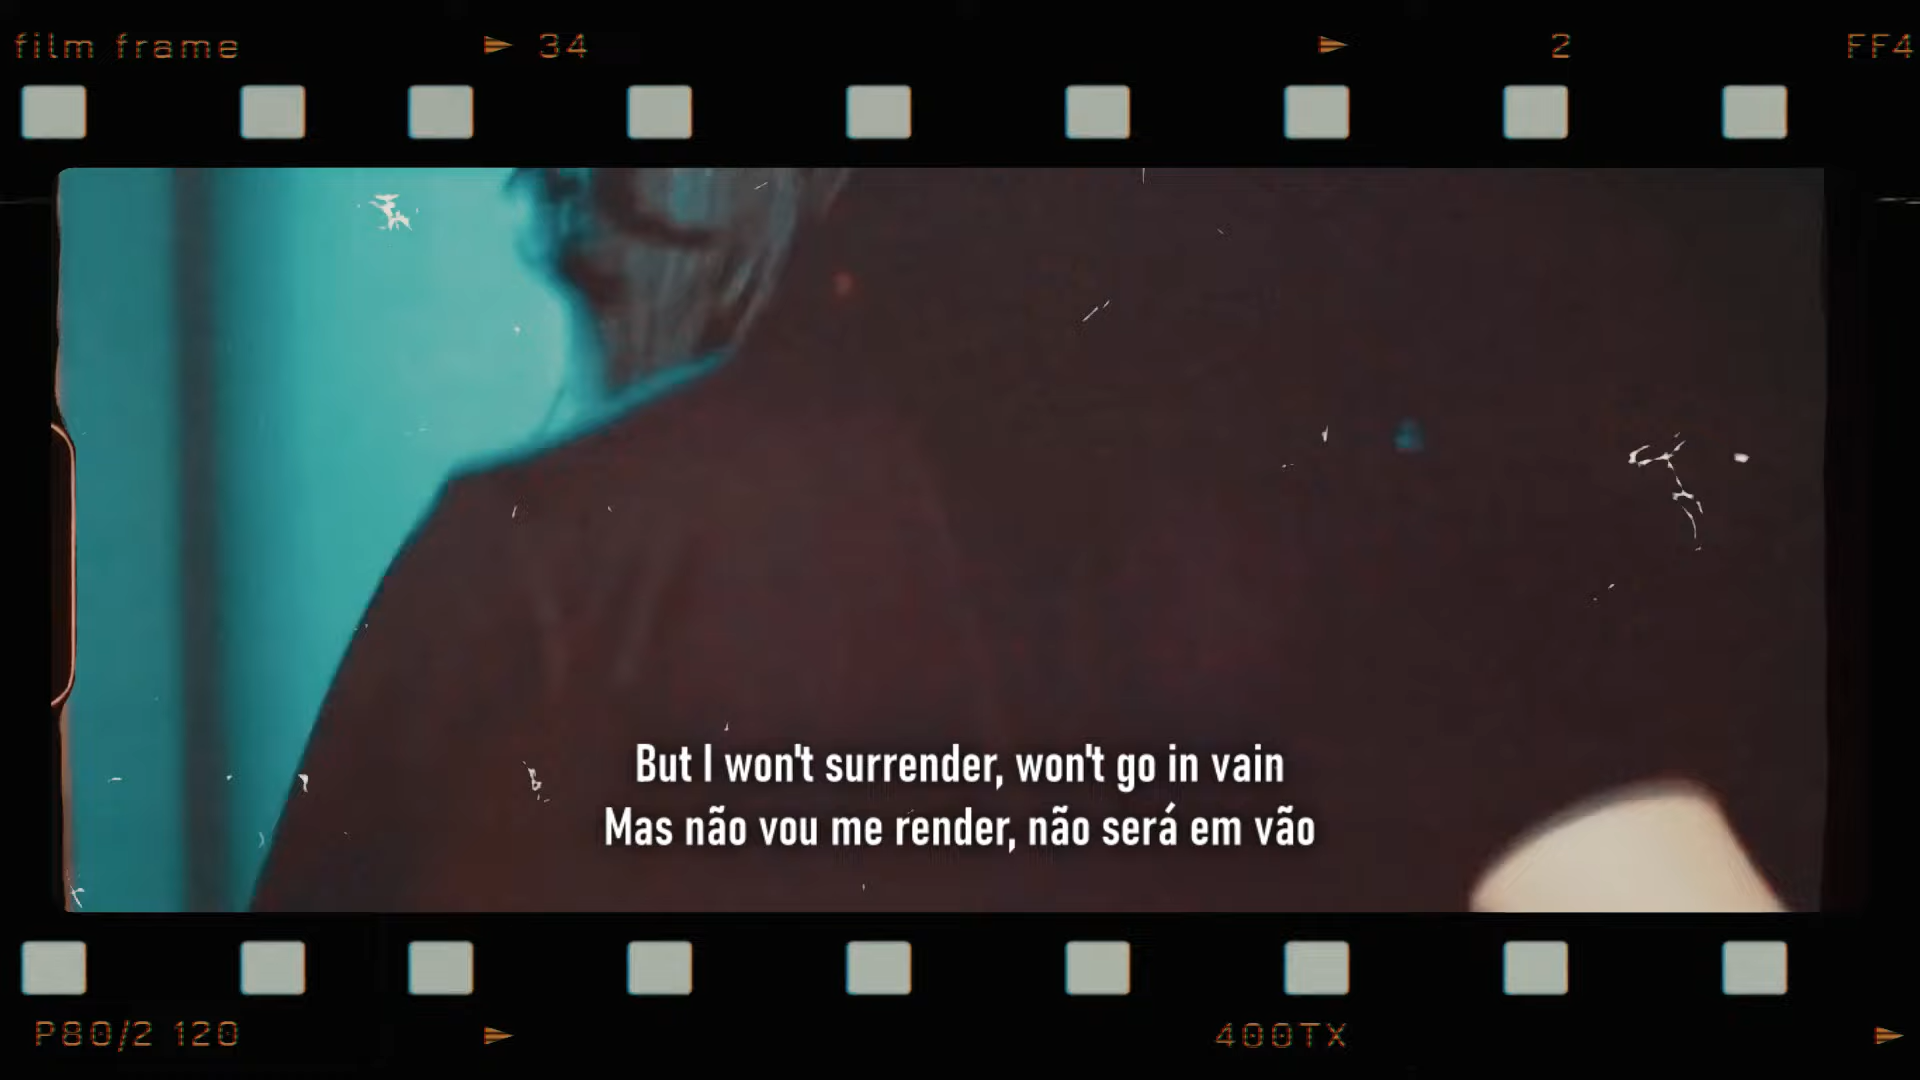 film frame 34 2 FF4
But I won't surrender, won't go in vain
Mas não vou me render, não será em vão
P80/2 120 400TX